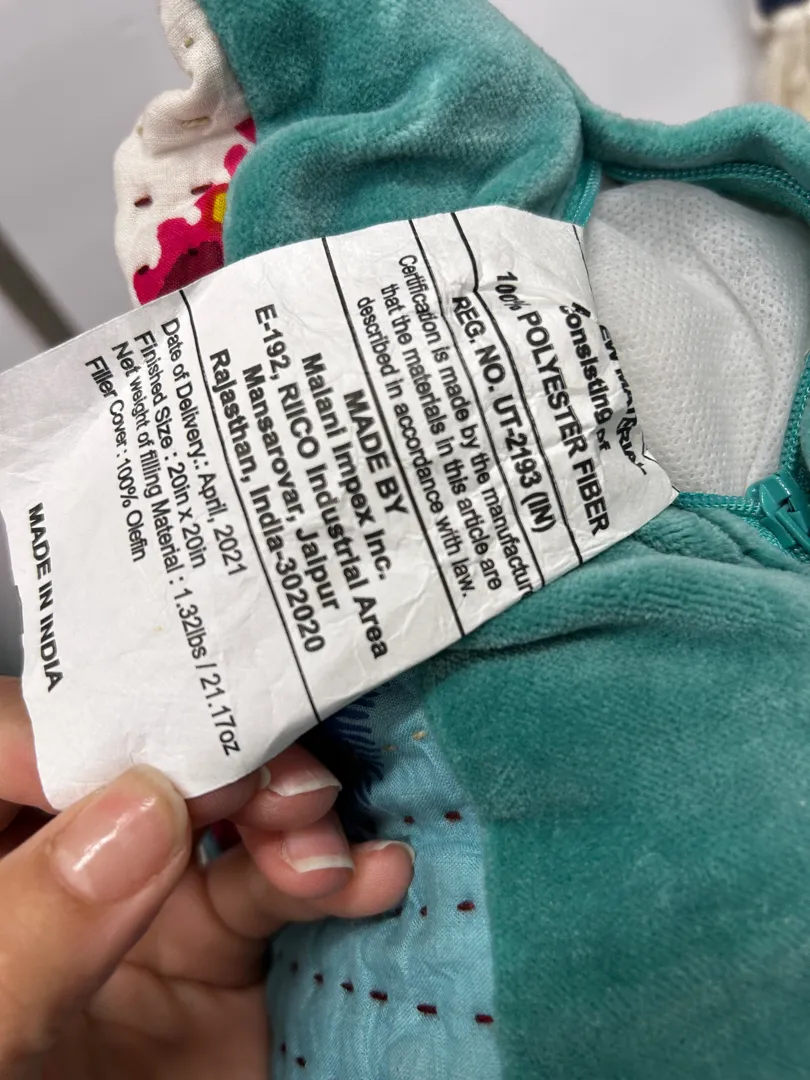 Consisting of
100% POLYESTER FIBER
REG. NO. UT-2193 (IN)
Certification is made by the manufactur
that the materials in this article are
described in accordance with law.
MADE BY
Malani Impex Inc.
E-192, RIICO Industrial Area
Mansarovar, Jaipur
Rajasthan, India-302020
Date of Delivery.: April, 2021
Finished Size : 20in x 20in
Net weight of filling Material : 1.32lbs / 21.17oz
Filler Cover : 100% Olefin
MADE IN INDIA